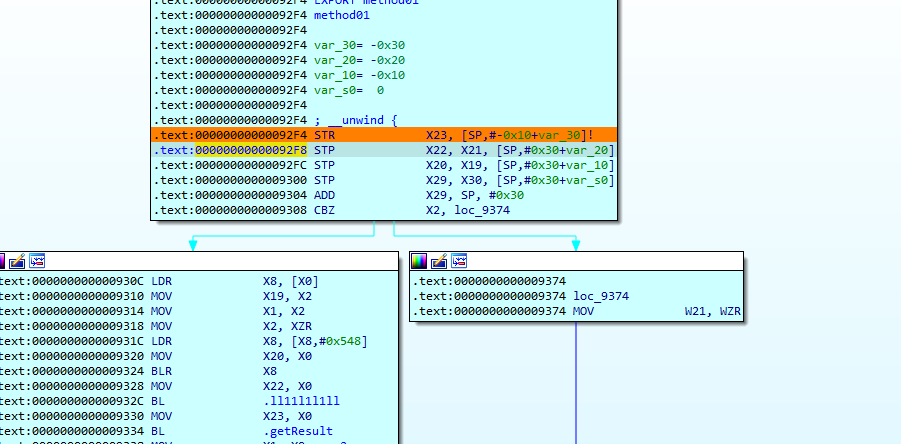 .text:00000000000092F4 EXPORT method01
.text:00000000000092F4 method01
.text:00000000000092F4
.text:00000000000092F4 var_30= -0x30
.text:00000000000092F4 var_20= -0x20
.text:00000000000092F4 var_10= -0x10
.text:00000000000092F4 var_s0=  0
.text:00000000000092F4
.text:00000000000092F4 ; __unwind {
.text:00000000000092F4 STR X23, [SP,#-0x10+var_30]!
.text:00000000000092F8 STP X22, X21, [SP,#0x30+var_20]
.text:00000000000092FC STP X20, X19, [SP,#0x30+var_10]
.text:0000000000009300 STP X29, X30, [SP,#0x30+var_s0]
.text:0000000000009304 ADD X29, SP, #0x30
.text:0000000000009308 CBZ X2, loc_9374
text:000000000000930C LDR X8, [X0]
text:0000000000009310 MOV X19, X2
text:0000000000009314 MOV X1, X2
text:0000000000009318 MOV X2, XZR
text:000000000000931C LDR X8, [X8,#0x548]
text:0000000000009320 MOV X20, X0
text:0000000000009324 BLR X8
text:0000000000009328 MOV X22, X0
text:000000000000932C BL
text:0000000000009330 MOV X23, X0
text:0000000000009334 BL .getResult
.text:0000000000009374
.text:0000000000009374 loc_9374
.text:0000000000009374 MOV W21, WZR